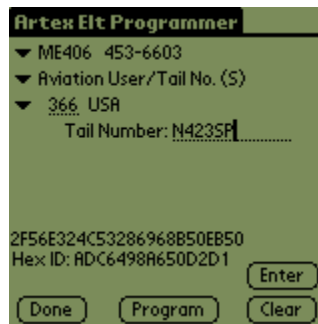 Artex Elt Programmer
ME406 453-6603
Aviation User/Tail No. (S)
366 USA
Tail Number: N423SP
2F56E324C53286968B50EB50
Hex ID: ADC6498A650D2D1
Enter
Done Program Clear